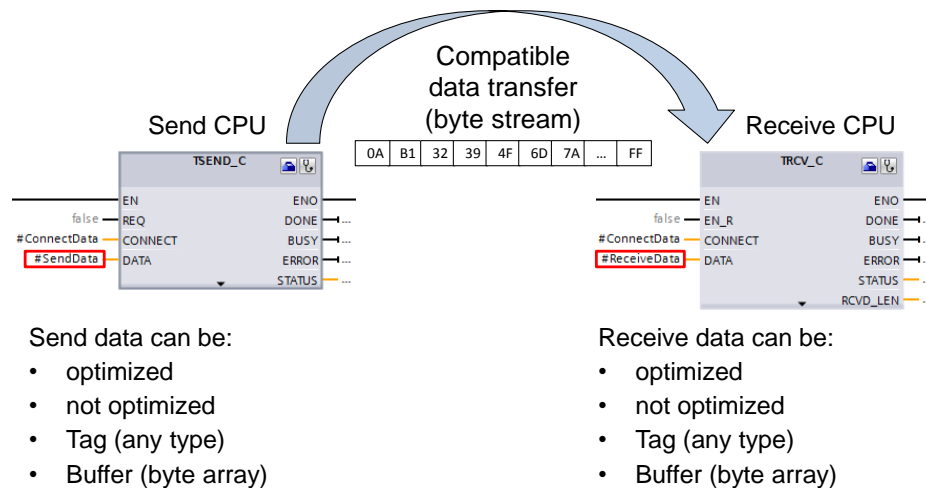 Compatible
data transfer
(byte stream)
Send CPU
Receive CPU
0A B1 32 39 4F 6D 7A ... FF
TSEND_C
EN ENO
false REQ DONE ...
#ConnectData CONNECT BUSY ...
#SendData DATA ERROR ...
STATUS ...
TRCV_C
EN ENO
false EN_R DONE
#ConnectData CONNECT BUSY
#ReceiveData DATA ERROR
STATUS
RCVD_LEN
Send data can be:
• optimized
• not optimized
• Tag (any type)
• Buffer (byte array)
Receive data can be:
• optimized
• not optimized
• Tag (any type)
• Buffer (byte array)